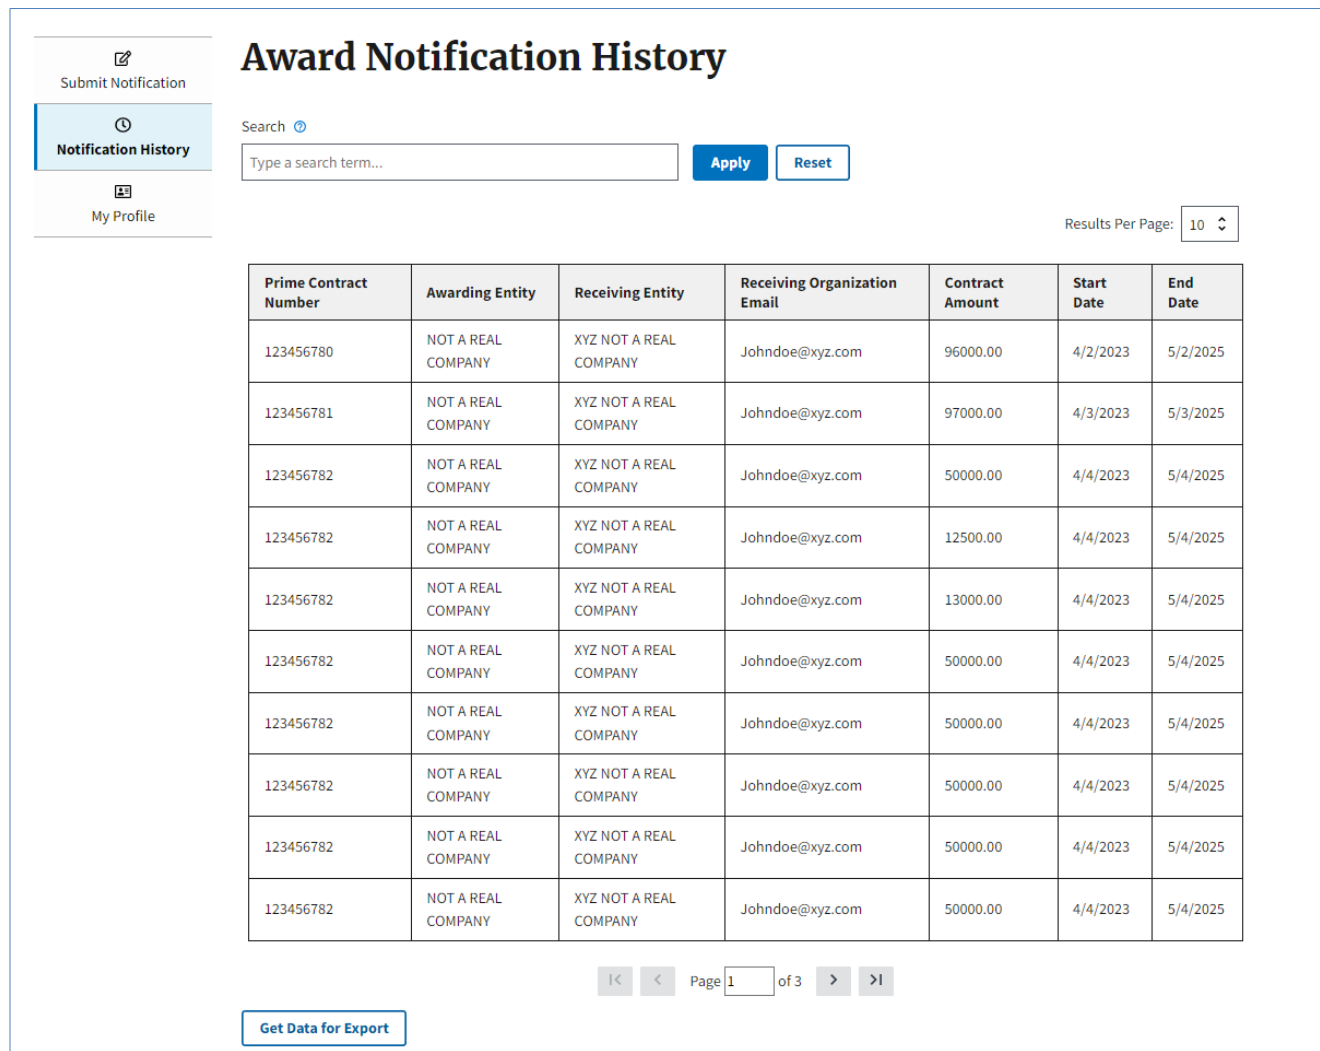 Submit Notification
Notification History
My Profile
Award Notification History
Search
Type a search term...
Apply
Reset
Results Per Page: 10
Prime Contract Number Awarding Entity Receiving Entity Receiving Organization Email Contract Amount Start Date End Date
123456780 NOT A REAL COMPANY XYZ NOT A REAL COMPANY Johndoe@xyz.com 96000.00 4/2/2023 5/2/2025
123456781 NOT A REAL COMPANY XYZ NOT A REAL COMPANY Johndoe@xyz.com 97000.00 4/3/2023 5/3/2025
123456782 NOT A REAL COMPANY XYZ NOT A REAL COMPANY Johndoe@xyz.com 50000.00 4/4/2023 5/4/2025
123456782 NOT A REAL COMPANY XYZ NOT A REAL COMPANY Johndoe@xyz.com 12500.00 4/4/2023 5/4/2025
123456782 NOT A REAL COMPANY XYZ NOT A REAL COMPANY Johndoe@xyz.com 13000.00 4/4/2023 5/4/2025
123456782 NOT A REAL COMPANY XYZ NOT A REAL COMPANY Johndoe@xyz.com 50000.00 4/4/2023 5/4/2025
123456782 NOT A REAL COMPANY XYZ NOT A REAL COMPANY Johndoe@xyz.com 50000.00 4/4/2023 5/4/2025
123456782 NOT A REAL COMPANY XYZ NOT A REAL COMPANY Johndoe@xyz.com 50000.00 4/4/2023 5/4/2025
123456782 NOT A REAL COMPANY XYZ NOT A REAL COMPANY Johndoe@xyz.com 50000.00 4/4/2023 5/4/2025
123456782 NOT A REAL COMPANY XYZ NOT A REAL COMPANY Johndoe@xyz.com 50000.00 4/4/2023 5/4/2025
Page 1 of 3
Get Data for Export